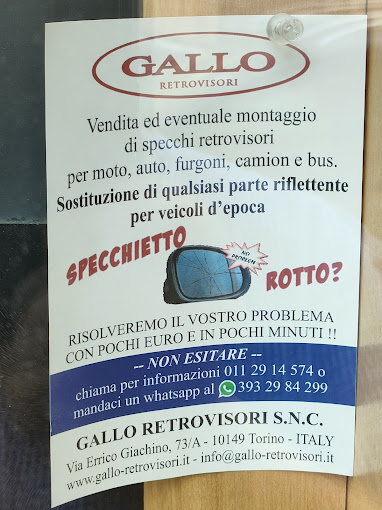 GALLO
RETROVISORI
Vendita ed eventuale montaggio
di specchi retrovisori
per moto, auto, furgoni, camion e bus.
Sostituzione di qualsiasi parte riflettente
per veicoli d'epoca
SPECCHIETTO
NO
PROBLEM
ROTTO?
RISOLVEREMO IL VOSTRO PROBLEMA
CON POCHI EURO E IN POCHI MINUTI !!
-- NON ESITARE --
chiama per informazioni 011 29 14 574 o
mandaci un whatsapp al 393 29 84 299
GALLO RETROVISORI S.N.C.
Via Errico Giachino, 73/A - 10149 Torino - ITALY
www.gallo-retrovisori.it - info@gallo-retrovisori.it